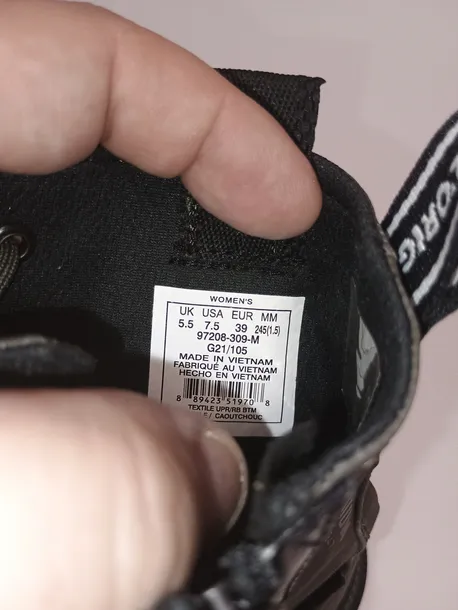 WOMEN'S
UK USA EUR MM
5.5 7.5 39 245(1.5)
97208-309-M
G21/105
MADE IN VIETNAM
FABRIQUÉ AU VIETNAM
HECHO EN VIETNAM
8 89423 51970 8
TEXTILE UPR/RB BTM
/ CAOUTCHOUC
ORIG